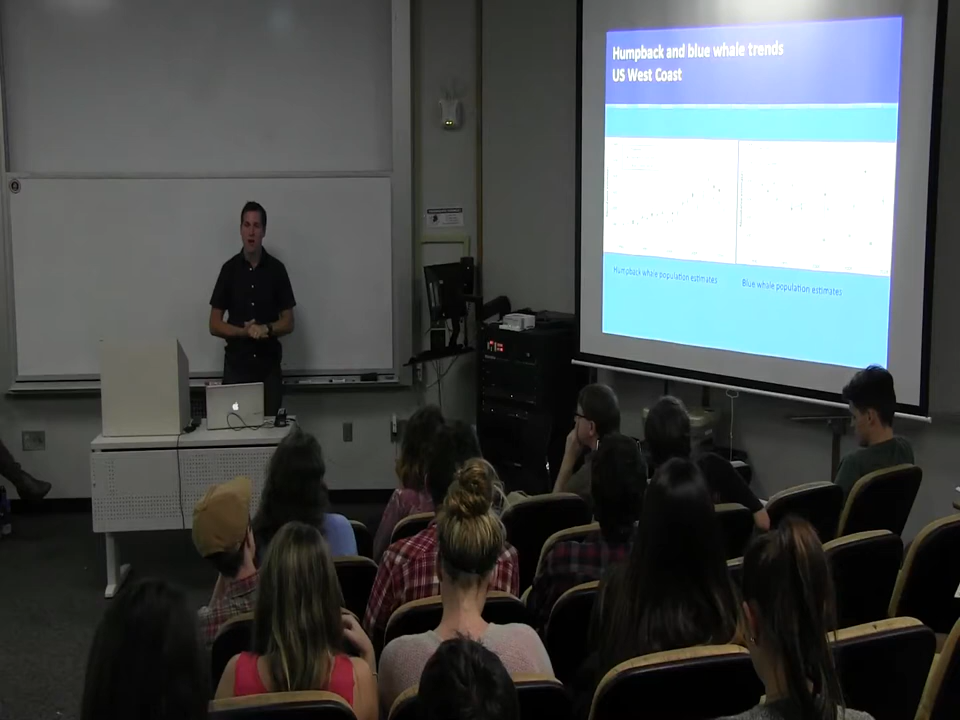 Humpback and blue whale trends
US West Coast
Humpback whale population estimates
Blue whale population estimates